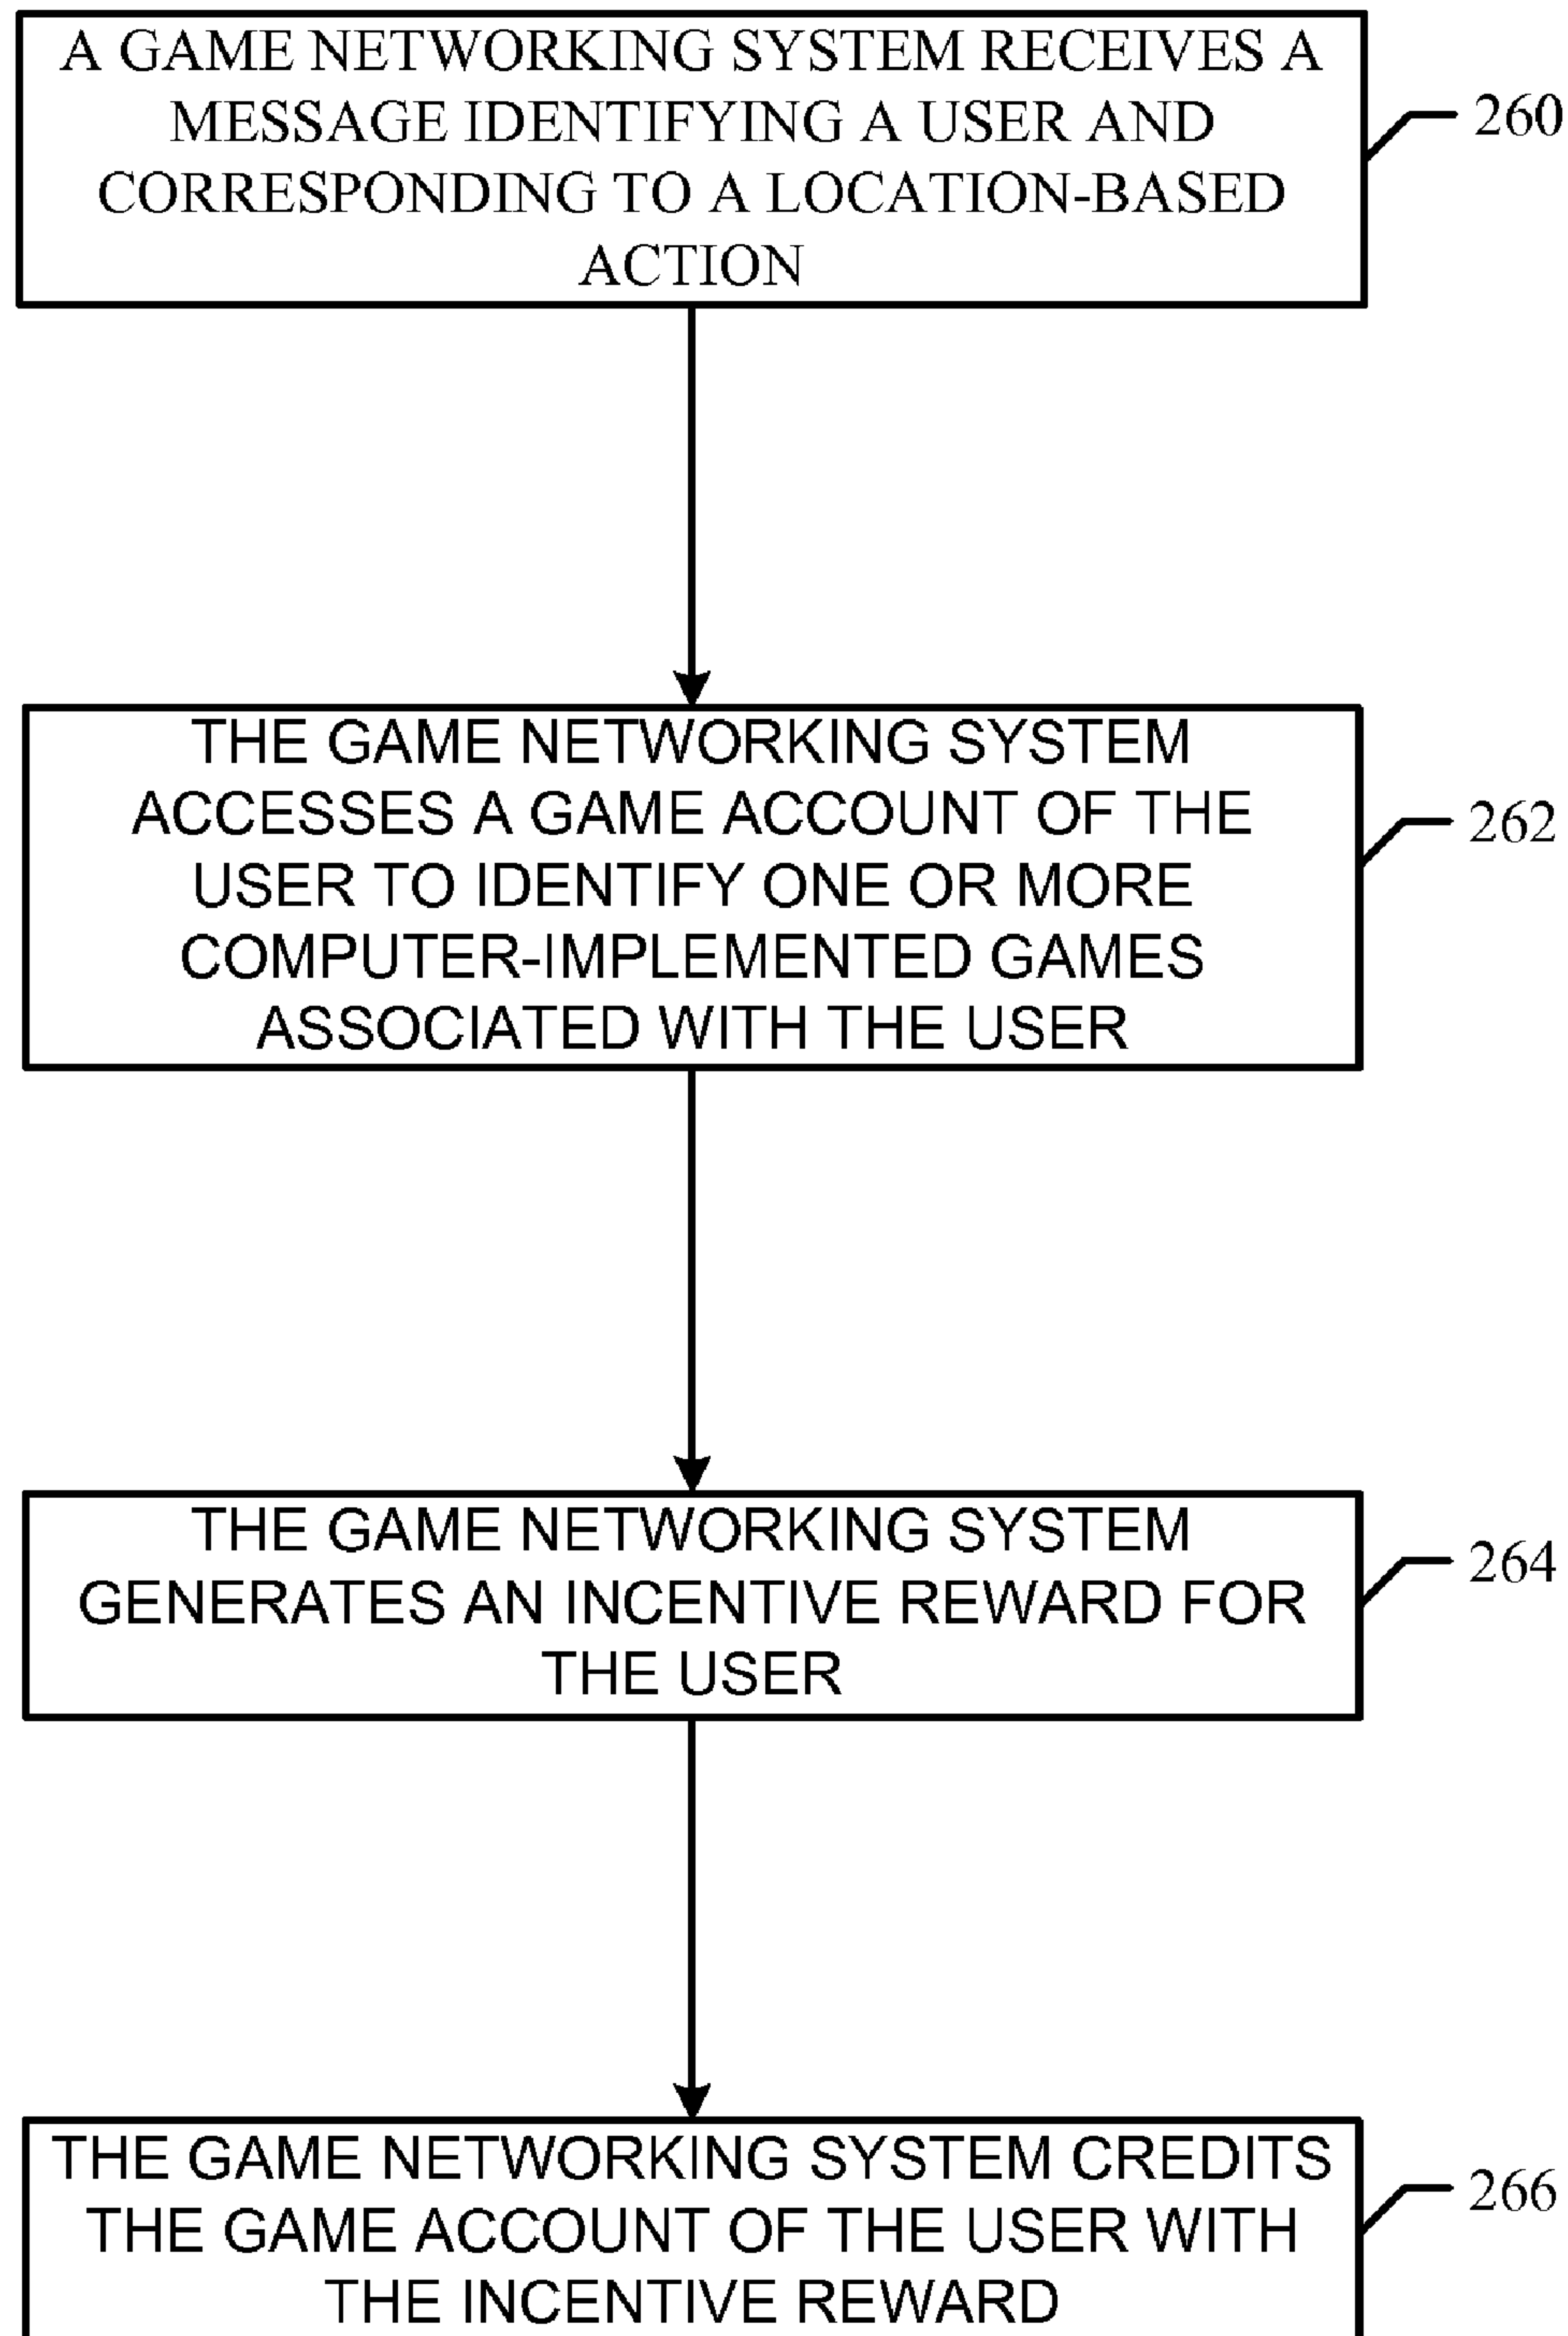 A GAME NETWORKING SYSTEM RECEIVES A
MESSAGE IDENTIFYING A USER AND
CORRESPONDING TO A LOCATION-BASED
ACTION
260
THE GAME NETWORKING SYSTEM
ACCESSES A GAME ACCOUNT OF THE
USER TO IDENTIFY ONE OR MORE
COMPUTER-IMPLEMENTED GAMES
ASSOCIATED WITH THE USER
262
THE GAME NETWORKING SYSTEM
GENERATES AN INCENTIVE REWARD FOR
THE USER
264
THE GAME NETWORKING SYSTEM CREDITS
THE GAME ACCOUNT OF THE USER WITH
THE INCENTIVE REWARD
266